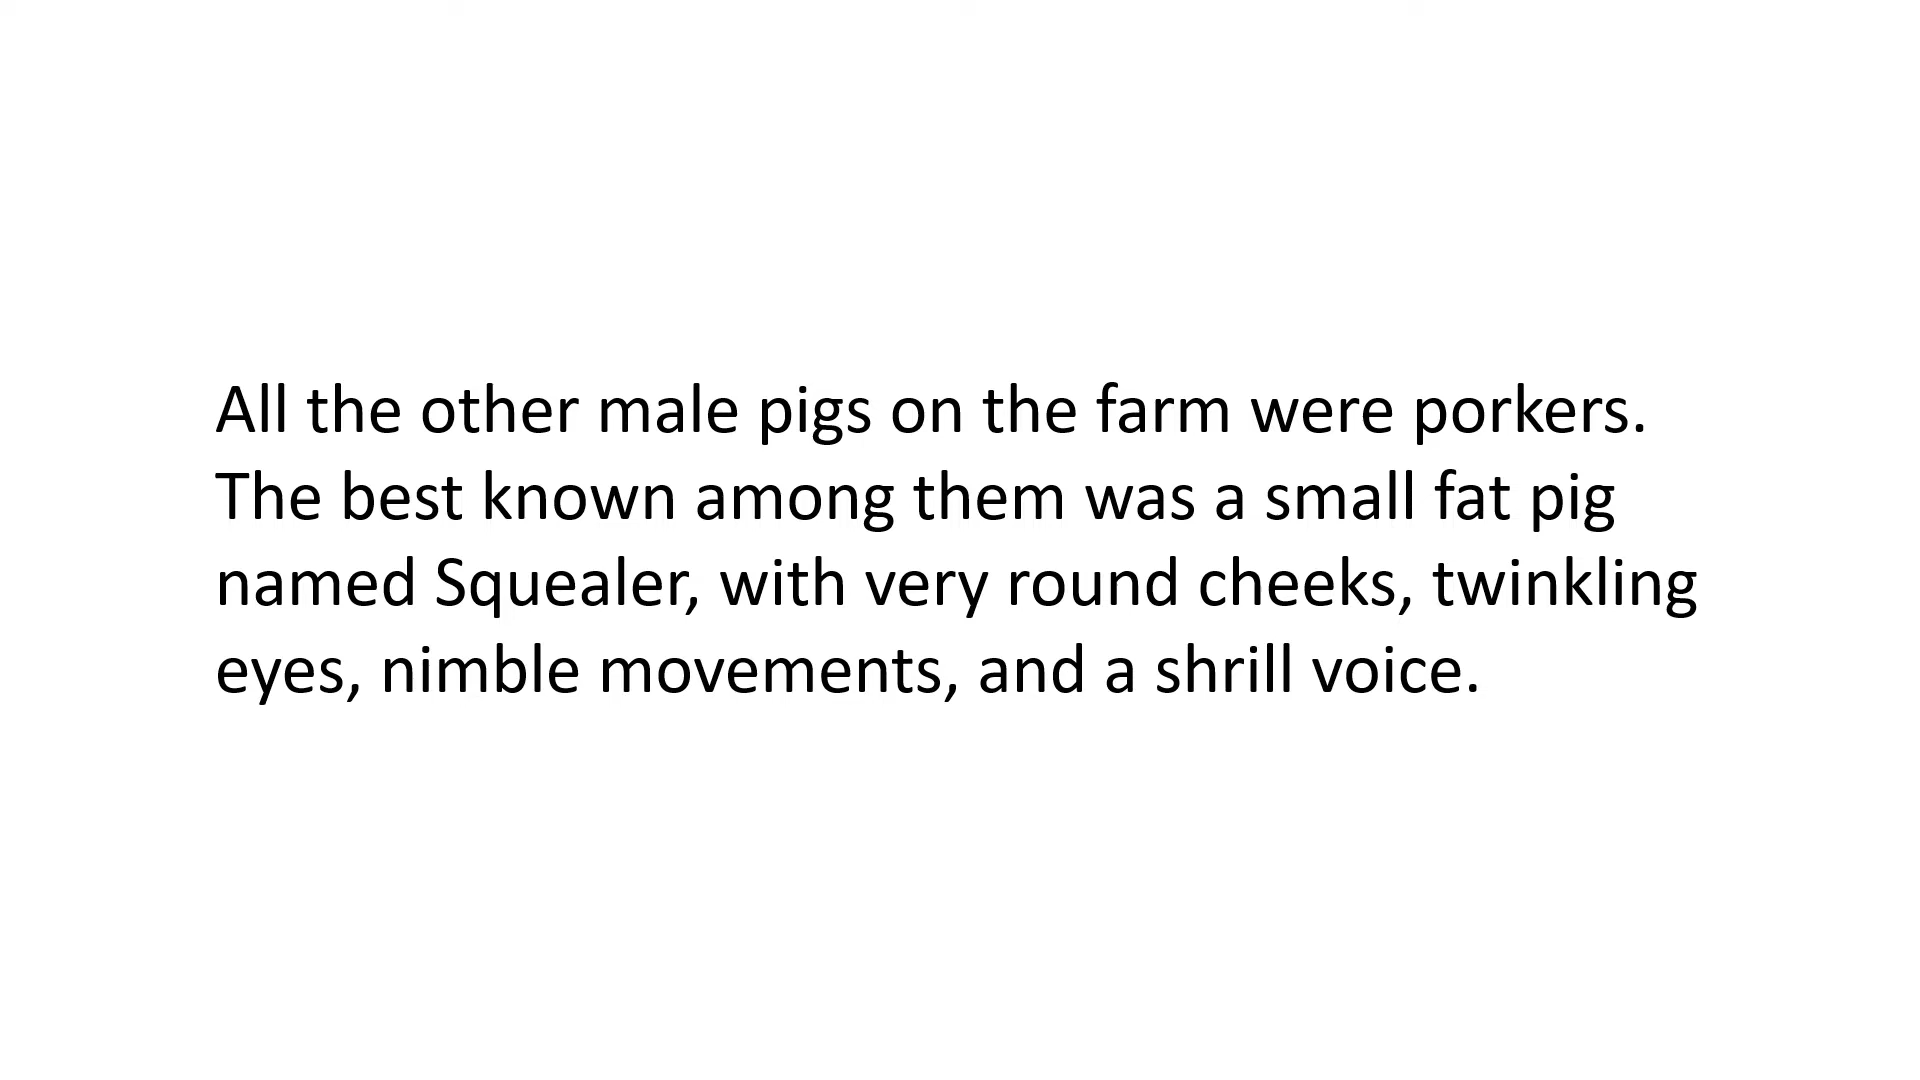 All the other male pigs on the farm were porkers.
The best known among them was a small fat pig
named Squealer, with very round cheeks, twinkling
eyes, nimble movements, and a shrill voice.